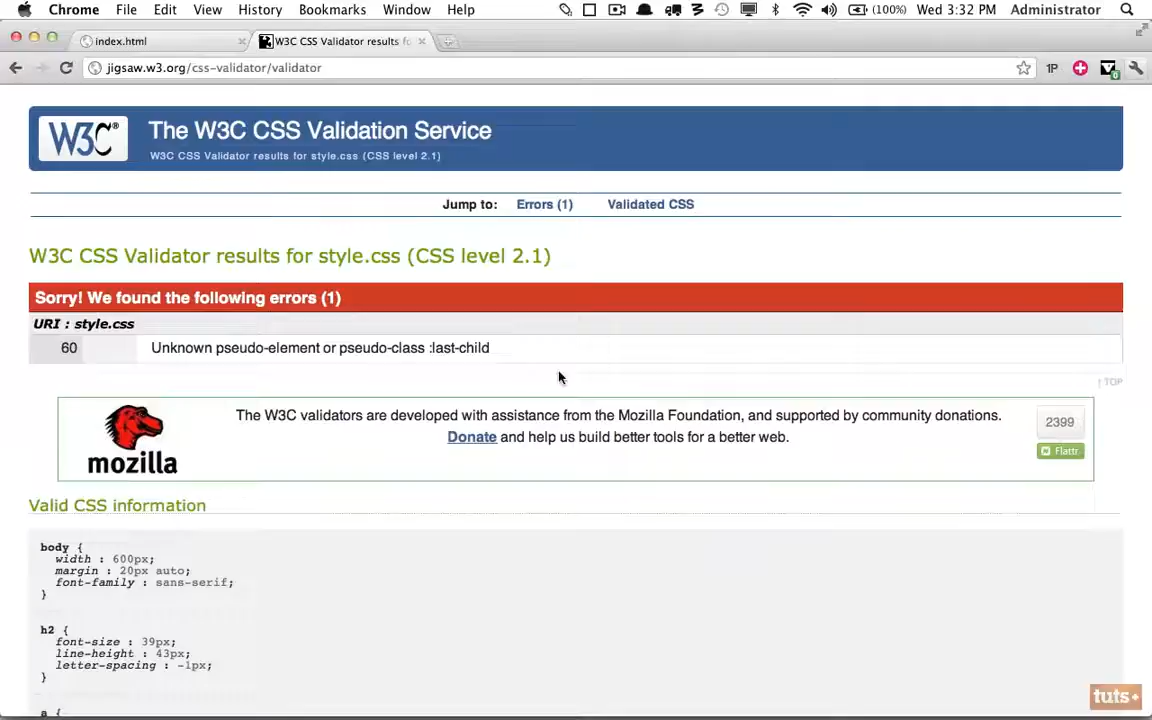 Chrome File Edit View History Bookmarks Window Help (100%) Wed 3:32 PM Administrator
index.html W3C CSS Validator results fo
jigsaw.w3.org/css-validator/validator 1P 0
W3C® The W3C CSS Validation Service
W3C CSS Validator results for style.css (CSS level 2.1)
Jump to: Errors (1) Validated CSS
W3C CSS Validator results for style.css (CSS level 2.1)
Sorry! We found the following errors (1)
URI : style.css
60 Unknown pseudo-element or pseudo-class :last-child
↑ TOP
The W3C validators are developed with assistance from the Mozilla Foundation, and supported by community donations.
Donate and help us build better tools for a better web.
mozilla
2399
Flattr
Valid CSS information
body {
width : 600px;
margin : 20px auto;
font-family : sans-serif;
}
h2 {
font-size : 39px;
line-height : 43px;
letter-spacing : -1px;
}
a {
tuts+